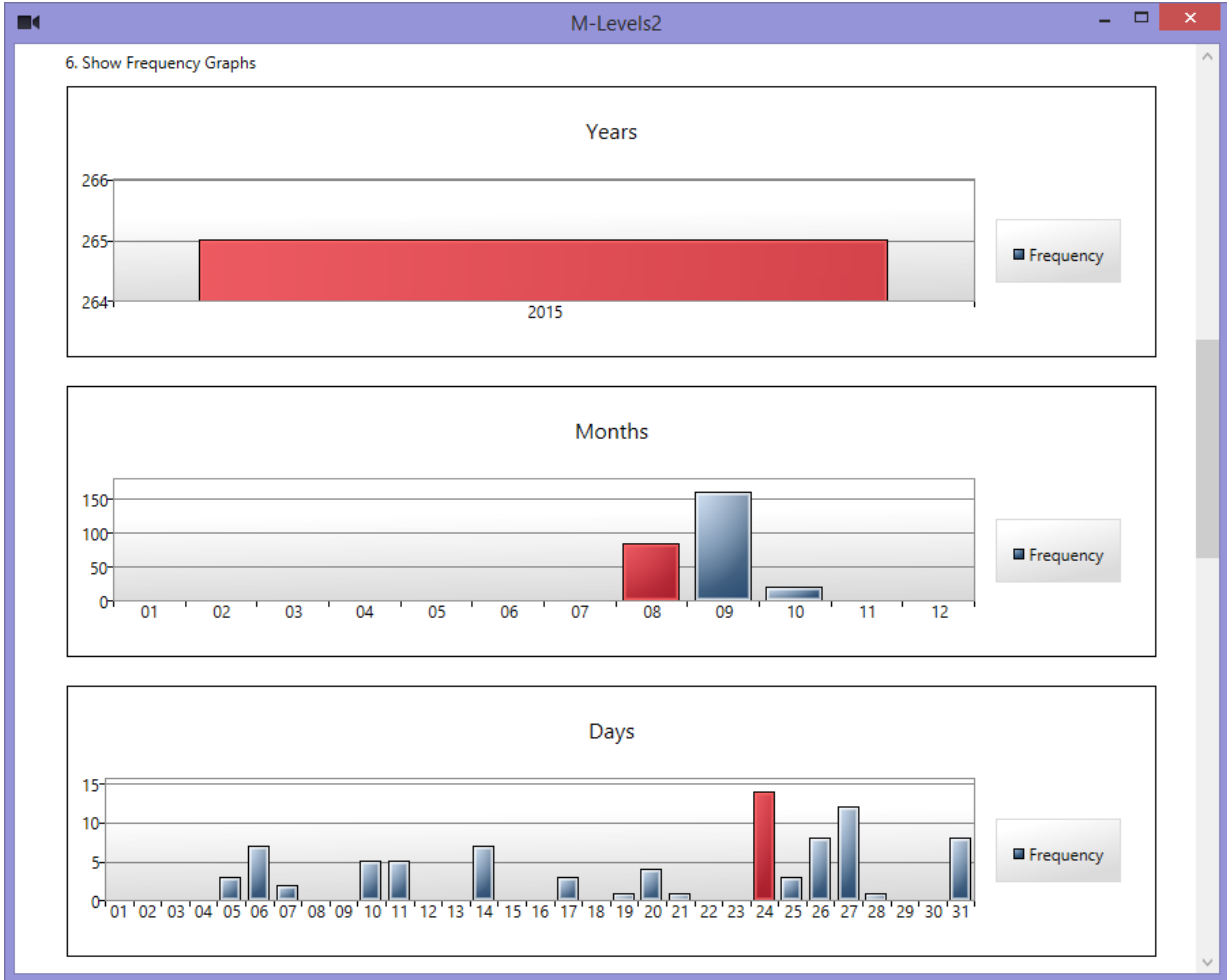 M-Levels2
6. Show Frequency Graphs
Years
266
265
264
2015
Frequency
Months
150
100
50
0
01 02 03 04 05 06 07 08 09 10 11 12
Frequency
Days
15
10
5
0
01 02 03 04 05 06 07 08 09 10 11 12 13 14 15 16 17 18 19 20 21 22 23 24 25 26 27 28 29 30 31
Frequency